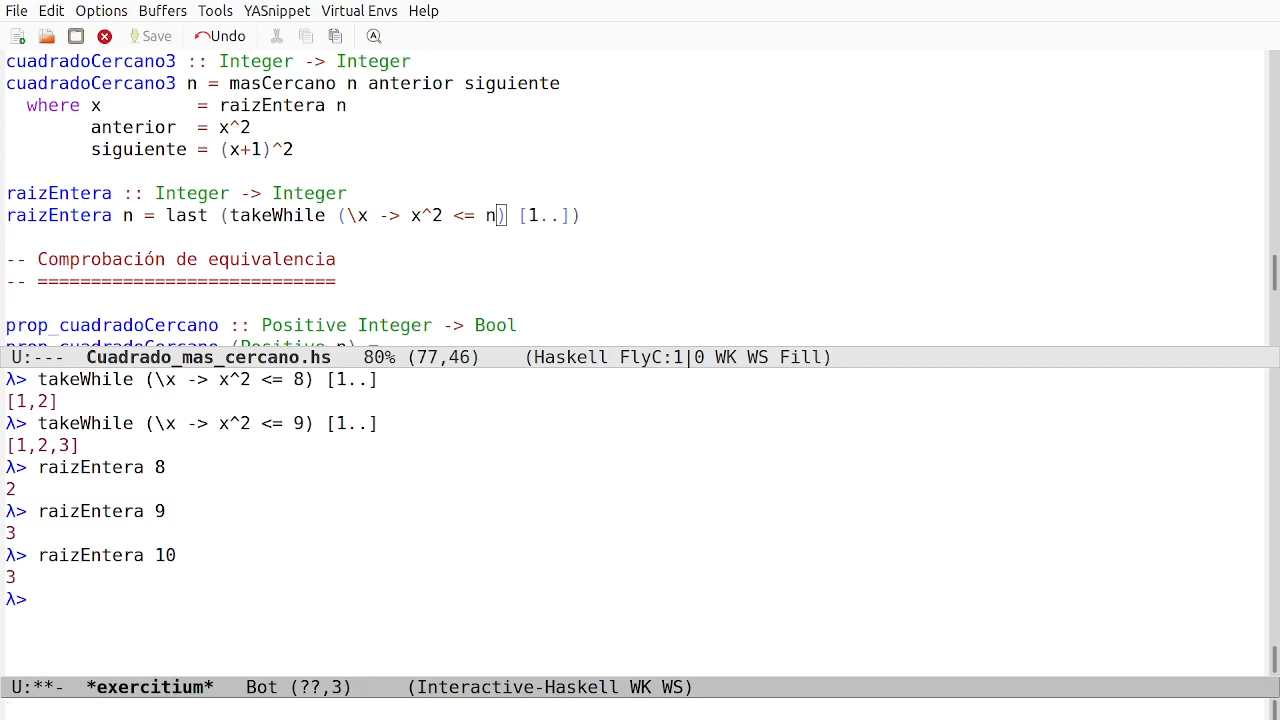 File Edit Options Buffers Tools YASnippet Virtual Envs Help
Save Undo
cuadradoCercano3 :: Integer -> Integer
cuadradoCercano3 n = masCercano n anterior siguiente
  where x         = raizEntera n
        anterior  = x^2
        siguiente = (x+1)^2
raizEntera :: Integer -> Integer
raizEntera n = last (takeWhile (\x -> x^2 <= n) [1..])
-- Comprobación de equivalencia
-- ============================
prop_cuadradoCercano :: Positive Integer -> Bool
prop_cuadradoCercano (Positive n) =
U:---  Cuadrado_mas_cercano.hs   80% (77,46)    (Haskell FlyC:1|0 WK WS Fill)
λ> takeWhile (\x -> x^2 <= 8) [1..]
[1,2]
λ> takeWhile (\x -> x^2 <= 9) [1..]
[1,2,3]
λ> raizEntera 8
2
λ> raizEntera 9
3
λ> raizEntera 10
3
λ>
U:**-  *exercitium*   Bot (??,3)     (Interactive-Haskell WK WS)